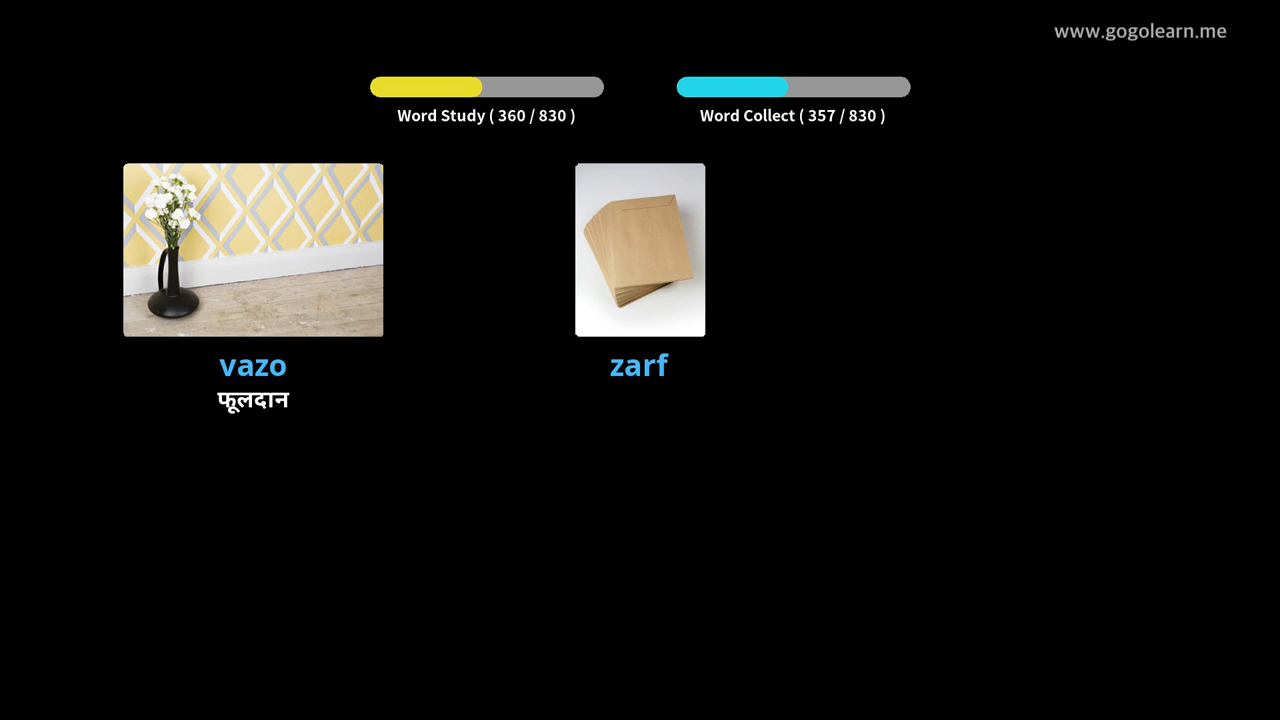 www.gogolearn.me
Word Study ( 360 / 830 )
Word Collect ( 357 / 830 )
vazo
फूलदान
zarf